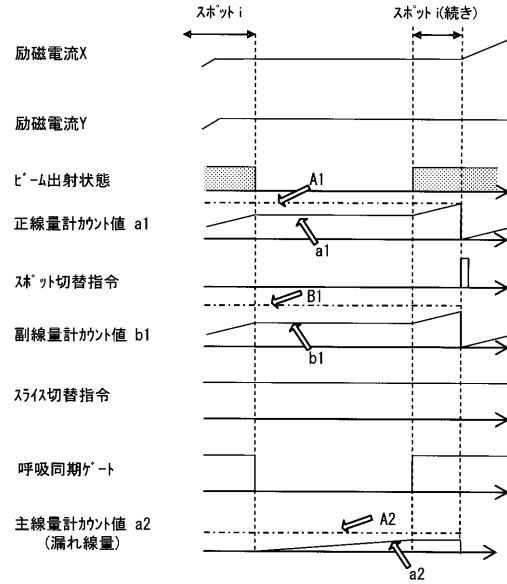 スポット i
スポット i(続き)
励磁電流X
励磁電流Y
ビーム出射状態
A1
正線量計カウント値 a1
a1
スポット切替指令
B1
副線量計カウント値 b1
b1
スライス切替指令
呼吸同期ゲート
主線量計カウント値 a2
(漏れ線量)
A2
a2